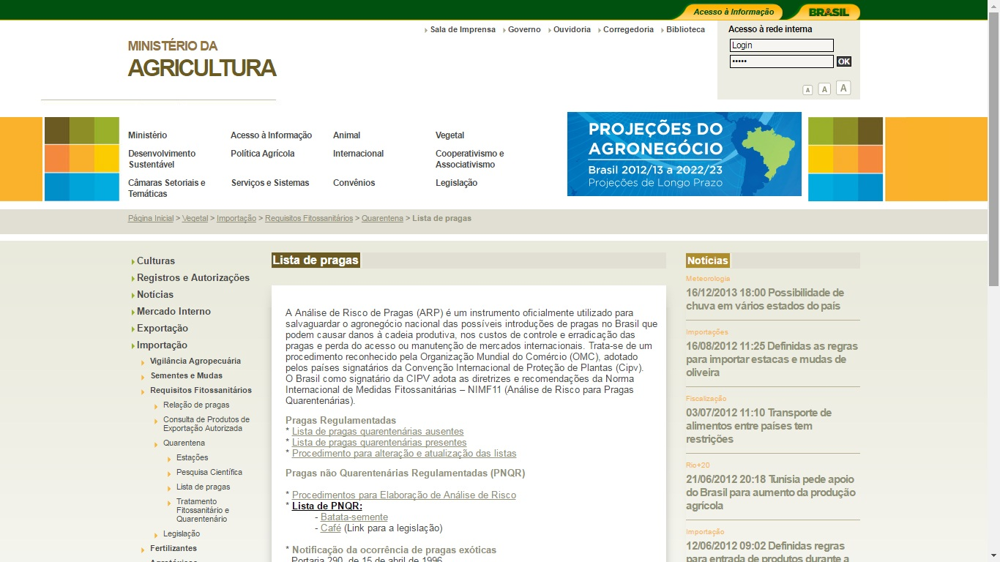 Acesso à Informação
BRASIL
Sala de Imprensa
Governo
Ouvidoria
Corregedoria
Biblioteca
Acesso à rede interna
Login
•••••
OK
A
A
A
MINISTÉRIO DA
AGRICULTURA
Ministério
Acesso à Informação
Animal
Vegetal
Desenvolvimento
Sustentável
Política Agrícola
Internacional
Cooperativismo e
Associativismo
Câmaras Setoriais e
Temáticas
Serviços e Sistemas
Convênios
Legislação
PROJEÇÕES DO
AGRONEGÓCIO
Brasil 2012/13 a 2022/23
Projeções de Longo Prazo
Página Inicial > Vegetal > Importação > Requisitos Fitossanitários > Quarentena > Lista de pragas
Culturas
Registros e Autorizações
Notícias
Mercado Interno
Exportação
Importação
Vigilância Agropecuária
Sementes e Mudas
Requisitos Fitossanitários
Relação de pragas
Consulta de Produtos de
Exportação Autorizada
Quarentena
Estações
Pesquisa Científica
Lista de pragas
Tratamento
Fitossanitário e
Quarentenário
Legislação
Fertilizantes
Agrotóxicos
Lista de pragas
A Análise de Risco de Pragas (ARP) é um instrumento oficialmente utilizado para
salvaguardar o agronegócio nacional das possíveis introduções de pragas no Brasil que
podem causar danos à cadeia produtiva, nos custos de controle e erradicação das
pragas e perda do acesso ou manutenção de mercados internacionais. Trata-se de um
procedimento reconhecido pela Organização Mundial do Comércio (OMC), adotado
pelos países signatários da Convenção Internacional de Proteção de Plantas (Cipv).
O Brasil como signatário da CIPV adota as diretrizes e recomendações da Norma
Internacional de Medidas Fitossanitárias – NIMF11 (Análise de Risco para Pragas
Quarentenárias).
Pragas Regulamentadas
* Lista de pragas quarentenárias ausentes
* Lista de pragas quarentenárias presentes
* Procedimento para alteração e atualização das listas
Pragas não Quarentenárias Regulamentadas (PNQR)
* Procedimentos para Elaboração de Análise de Risco
* Lista de PNQR:
- Batata-semente
- Café (Link para a legislação)
* Notificação da ocorrência de pragas exóticas
Portaria 290, de 15 de abril de 1996
Notícias
Meteorologia
16/12/2013 18:00 Possibilidade de
chuva em vários estados do país
Importações
16/08/2012 11:25 Definidas as regras
para importar estacas e mudas de
oliveira
Fiscalização
03/07/2012 11:10 Transporte de
alimentos entre países tem
restrições
Rio+20
21/06/2012 20:18 Tunísia pede apoio
do Brasil para aumento da produção
agrícola
Importação
12/06/2012 09:02 Definidas regras
para entrada de produtos durante a